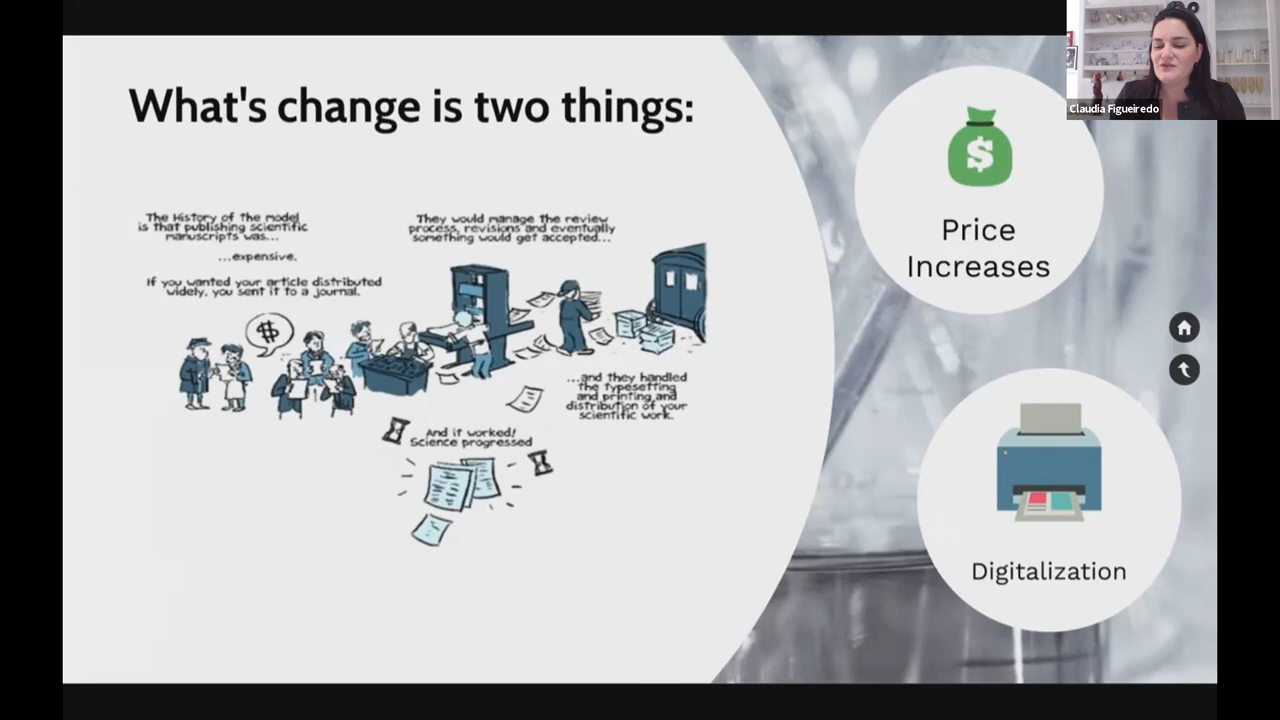 What's change is two things:
The History of the model
is that publishing scientific
manuscripts was...
...expensive.
If you wanted your article distributed
widely, you sent it to a journal.
$
They would manage the review
process, revisions and eventually
something would get accepted...
...and they handled
the typesetting
and printing and
distribution of your
scientific work.
And it worked!
Science progressed
$
Price
Increases
Digitalization
Claudia Figueiredo